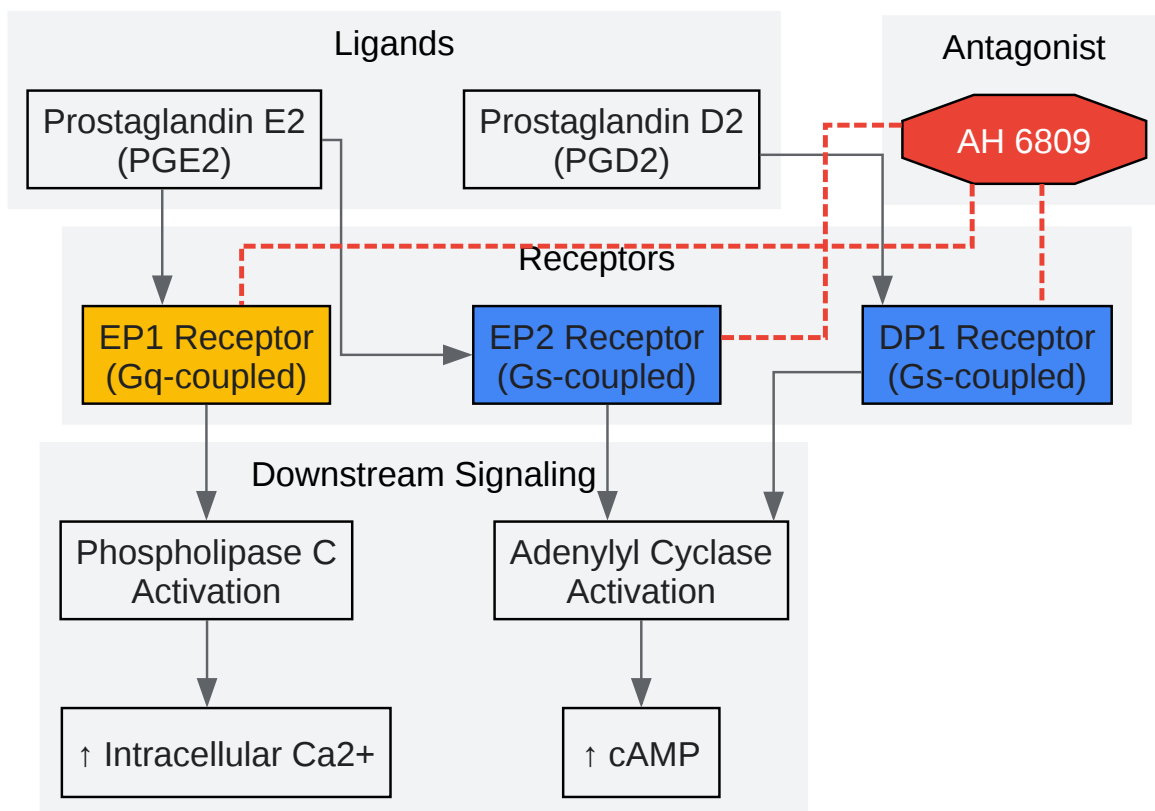 Ligands
Antagonist
Prostaglandin E2
(PGE2)
Prostaglandin D2
(PGD2)
AH 6809
Receptors
EP1 Receptor
(Gq-coupled)
EP2 Receptor
(Gs-coupled)
DP1 Receptor
(Gs-coupled)
Downstream Signaling
Phospholipase C
Activation
Adenylyl Cyclase
Activation
↑ Intracellular Ca2+
↑ cAMP